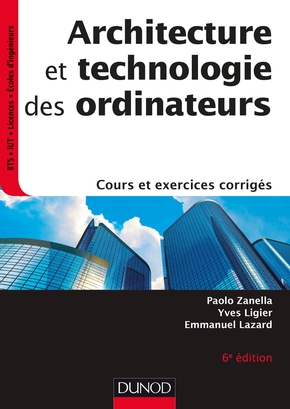 BTS • IUT • Licences • Écoles d'ingénieurs
Architecture
et technologie
des ordinateurs
Cours et exercices corrigés
Paolo Zanella
Yves Ligier
Emmanuel Lazard
6e édition
DUNOD